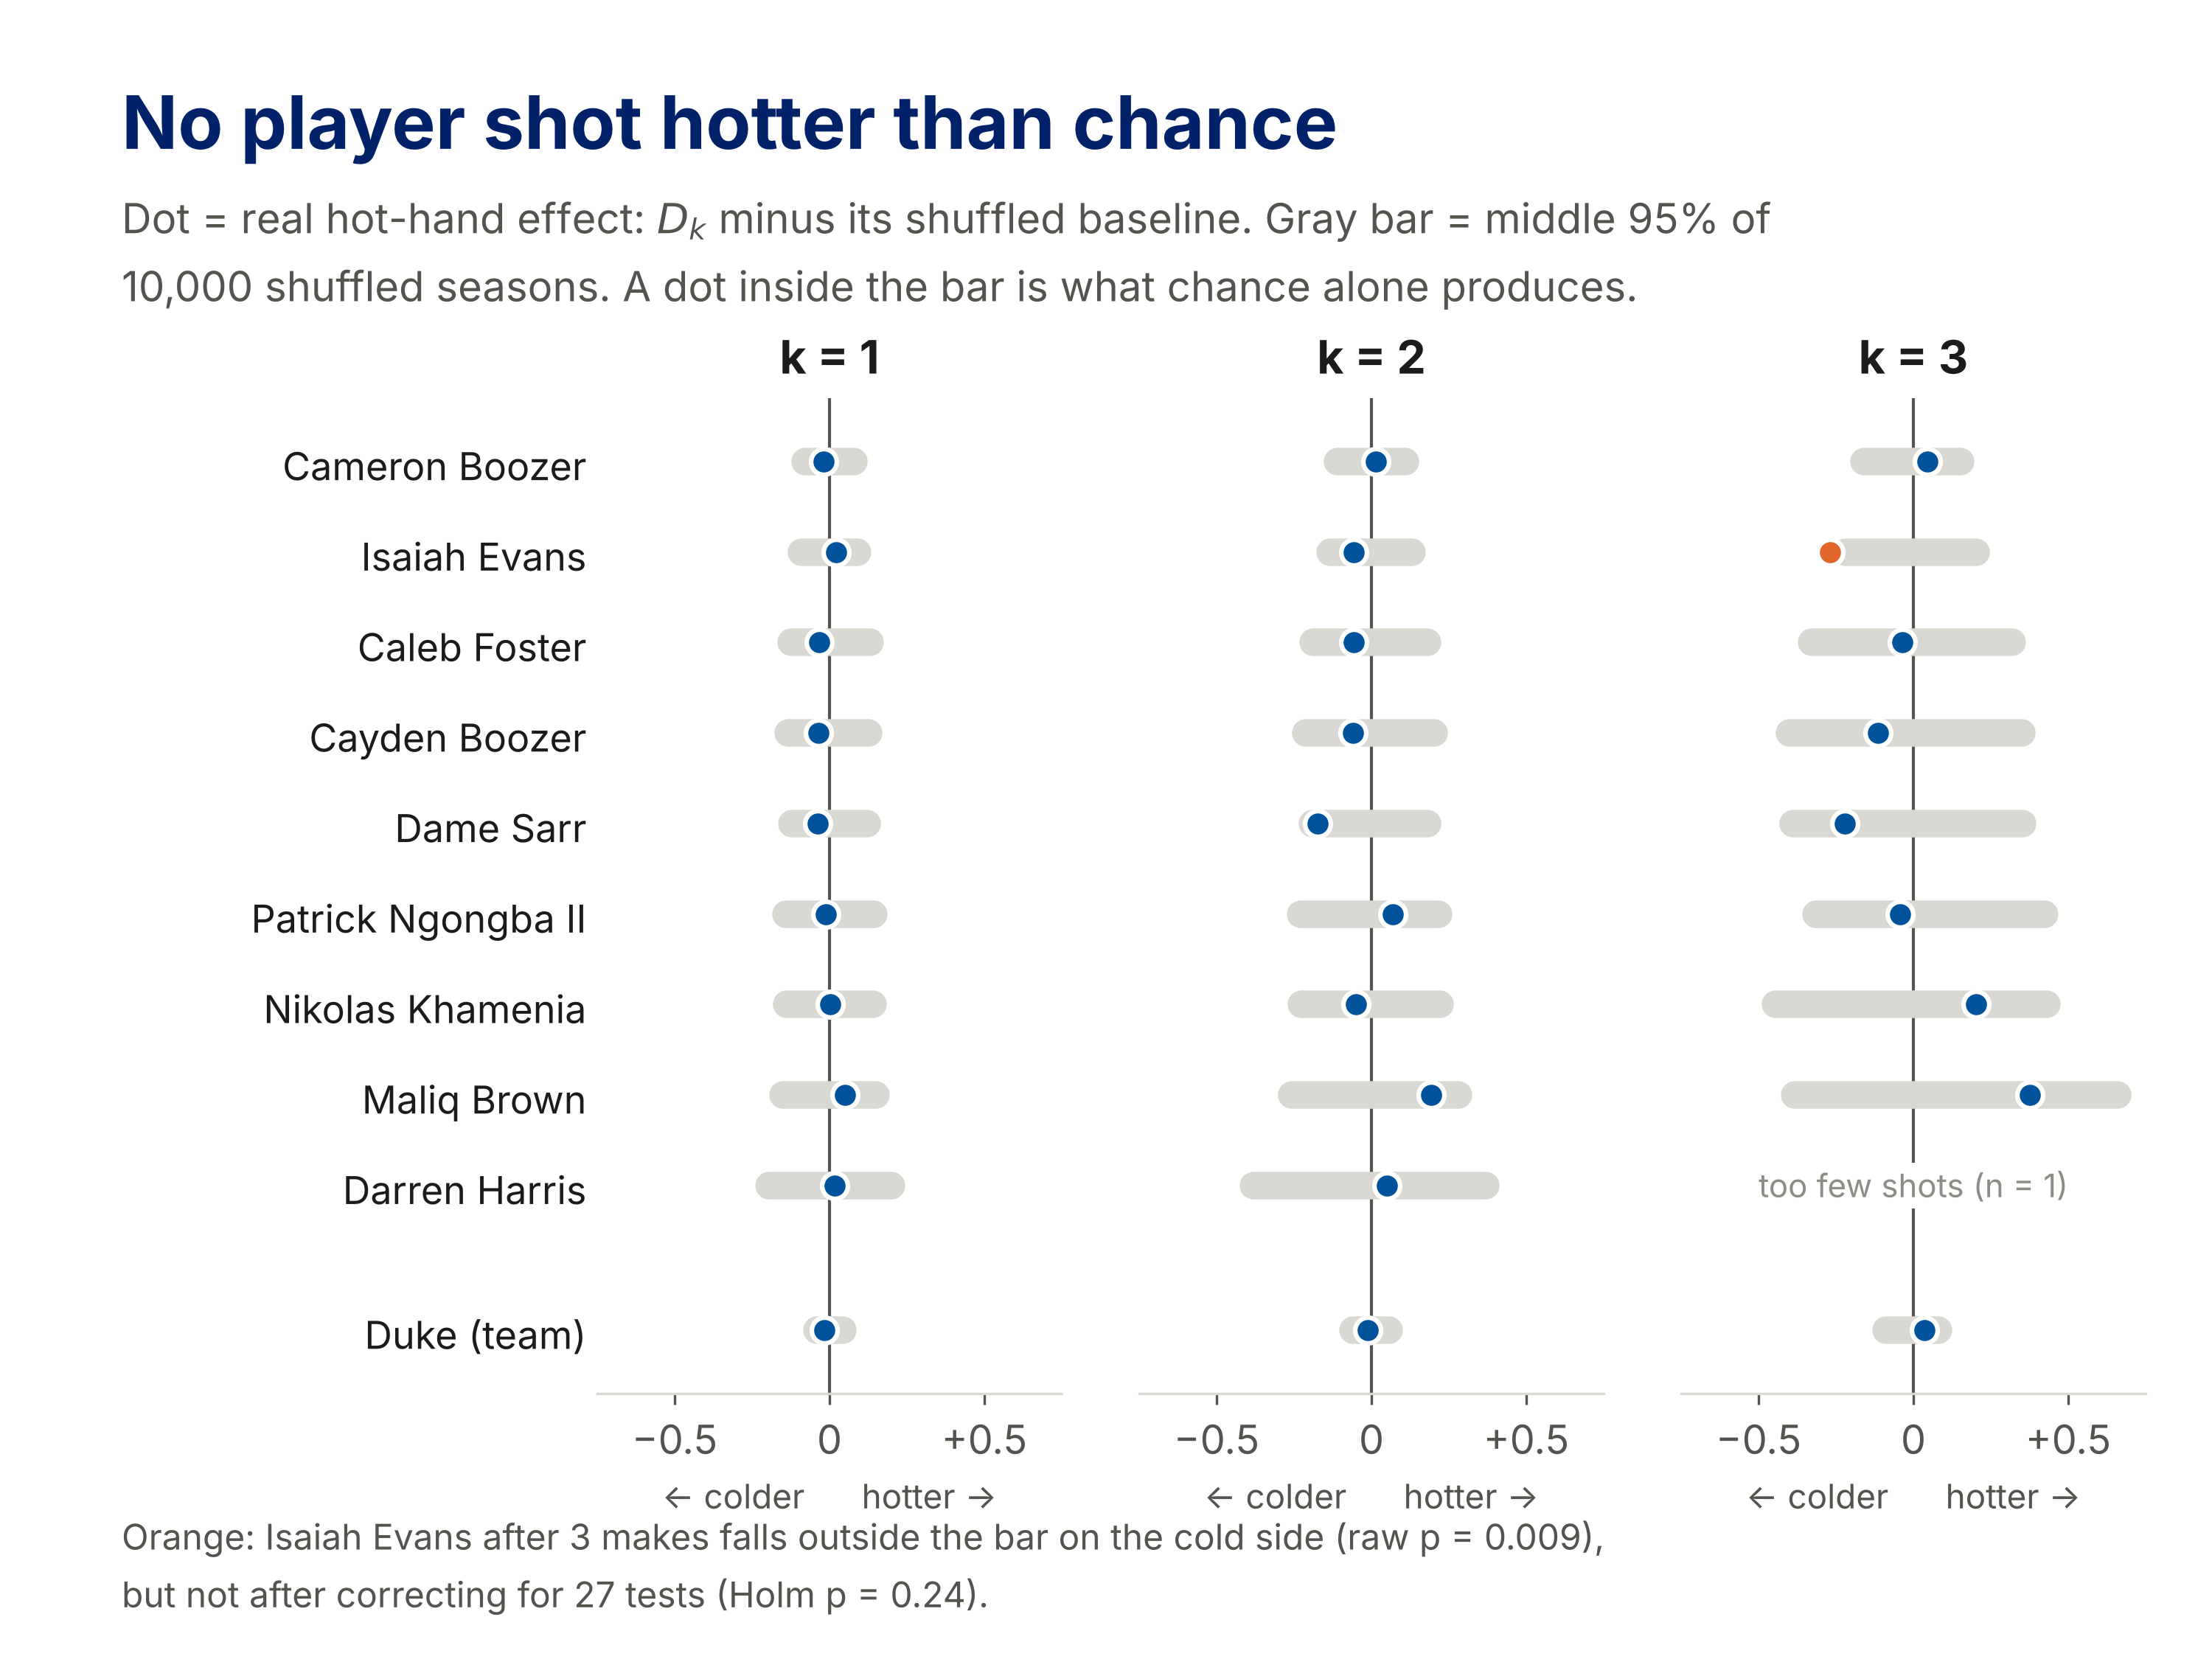 No player shot hotter than chance
Dot = real hot-hand effect: Dk minus its shuffled baseline. Gray bar = middle 95% of
10,000 shuffled seasons. A dot inside the bar is what chance alone produces.
k = 1 k = 2 k = 3
Cameron Boozer
Isaiah Evans
Caleb Foster
Cayden Boozer
Dame Sarr
Patrick Ngongba II
Nikolas Khamenia
Maliq Brown
Darren Harris too few shots (n = 1)
Duke (team)
−0.5 0 +0.5 −0.5 0 +0.5 −0.5 0 +0.5
← colder hotter → ← colder hotter → ← colder hotter →
Orange: Isaiah Evans after 3 makes falls outside the bar on the cold side (raw p = 0.009),
but not after correcting for 27 tests (Holm p = 0.24).